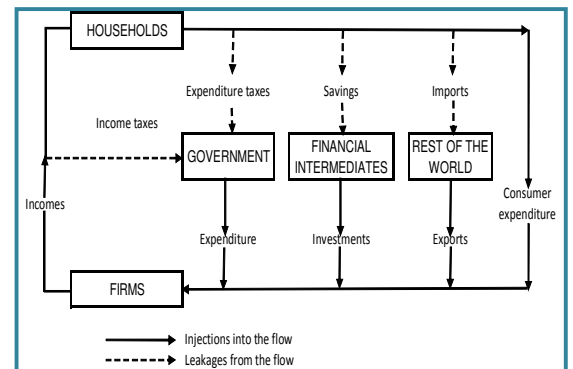 HOUSEHOLDS
Expenditure taxes
Savings
Imports
Income taxes
GOVERNMENT
FINANCIAL
INTERMEDIATES
REST OF THE
WORLD
Incomes
Consumer
expenditure
Expenditure
Investments
Exports
FIRMS
Injections into the flow
Leakages from the flow